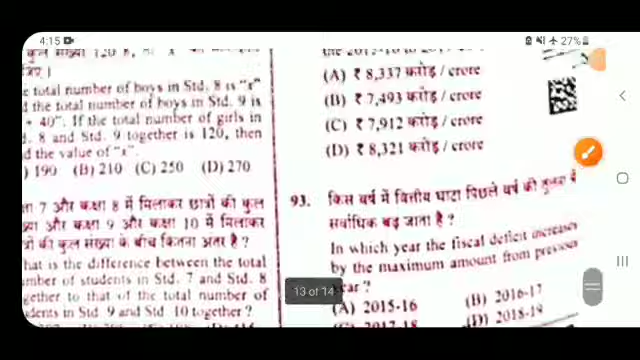 4:15
27%
कुल संख्या 120 है, तो "x" का
total number of boys in Std. 8 is "x"
d the total number of boys in Std. 9 is
+ 40". If the total number of girls in
8 and Std. 9 together is 120, then
d the value of "x".
190 (B) 210 (C) 250 (D) 270
7 और कक्षा 8 में मिलाकर छात्रों की कुल
और कक्षा 9 और कक्षा 10 में मिलाकर
त्रों की कुल संख्या के बीच कितना अंतर है ?
hat is the difference between the total
mber of students in Std. 7 and Std. 8
gether to that of the total number of
dents in Std. 9 and Std. 10 together ?
(A) ₹ 8,337 करोड़ / crore
(B) ₹ 7,493 करोड़ / crore
(C) ₹ 7,912 करोड़ / crore
(D) ₹ 8,321 करोड़ / crore
93. किस वर्ष में वित्तीय घाटा पिछले वर्ष की तुलना में
सर्वाधिक बढ़ जाता है ?
In which year the fiscal deficit increases
by the maximum amount from previous
year ?
(A) 2015-16 (B) 2016-17
(C) 2017-18 (D) 2018-19
13 of 14